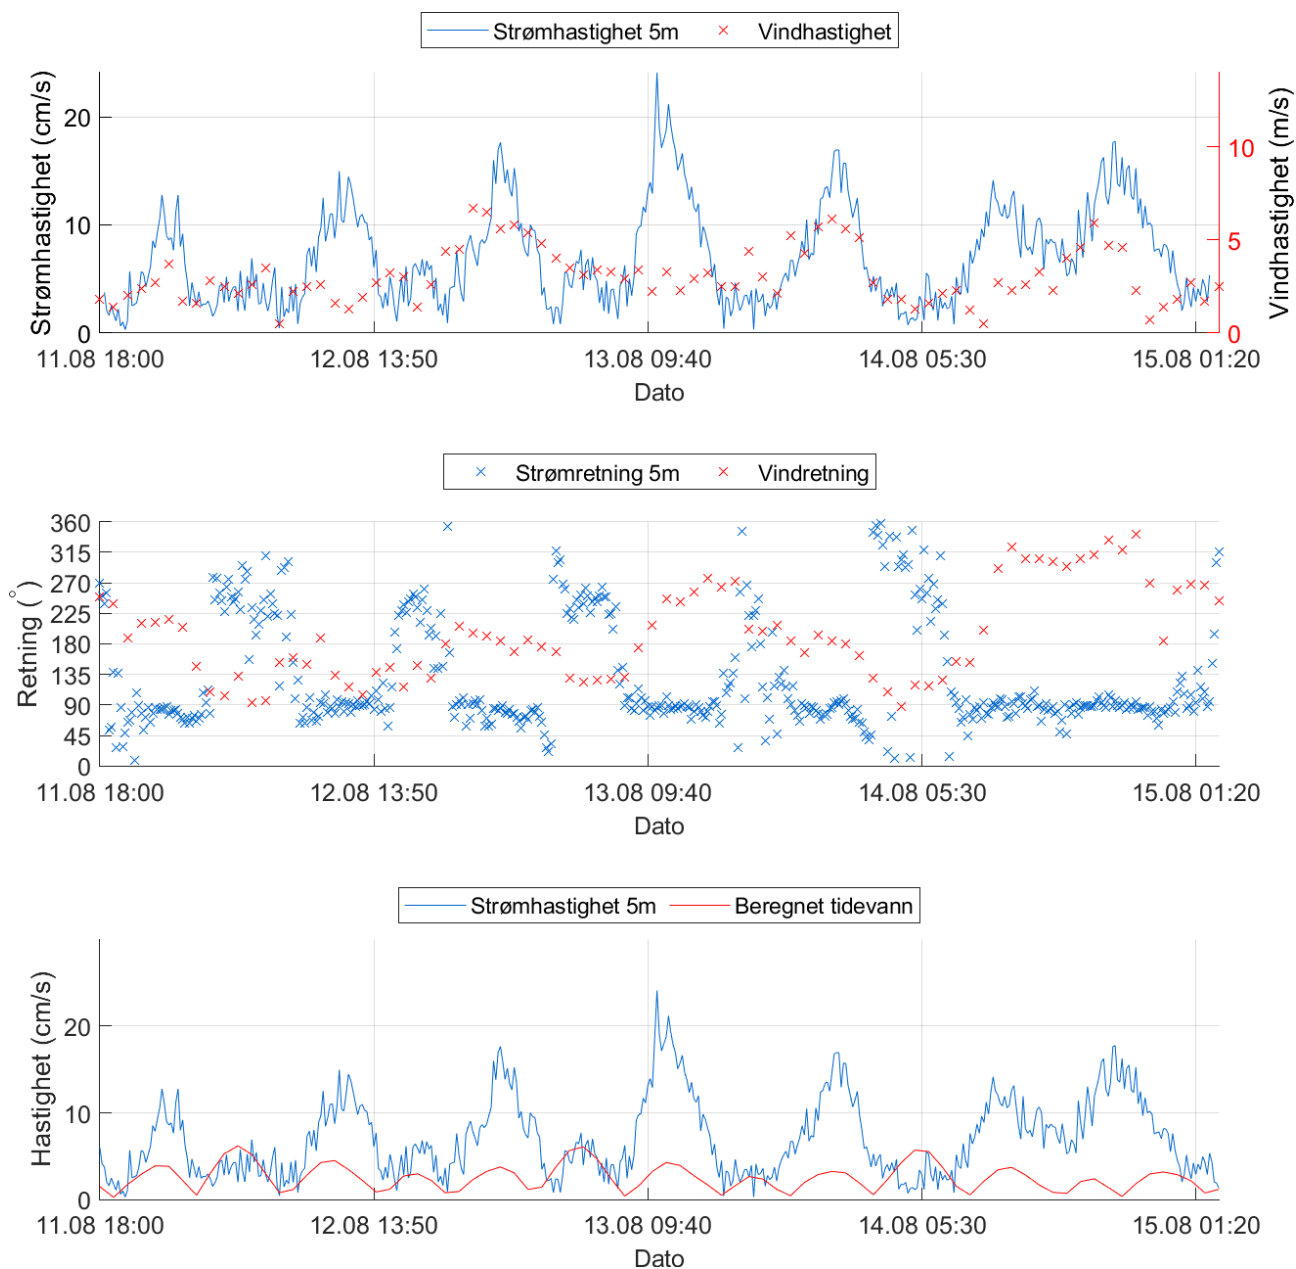 Strømhastighet 5m Vindhastighet
Strømhastighet (cm/s)
20
10
0
Vindhastighet (m/s)
10
5
0
11.08 18:00 12.08 13:50 13.08 09:40 14.08 05:30 15.08 01:20
Dato
Strømretning 5m Vindretning
Retning (°)
360
315
270
225
180
135
90
45
0
11.08 18:00 12.08 13:50 13.08 09:40 14.08 05:30 15.08 01:20
Dato
Strømhastighet 5m Beregnet tidevann
Hastighet (cm/s)
20
10
0
11.08 18:00 12.08 13:50 13.08 09:40 14.08 05:30 15.08 01:20
Dato